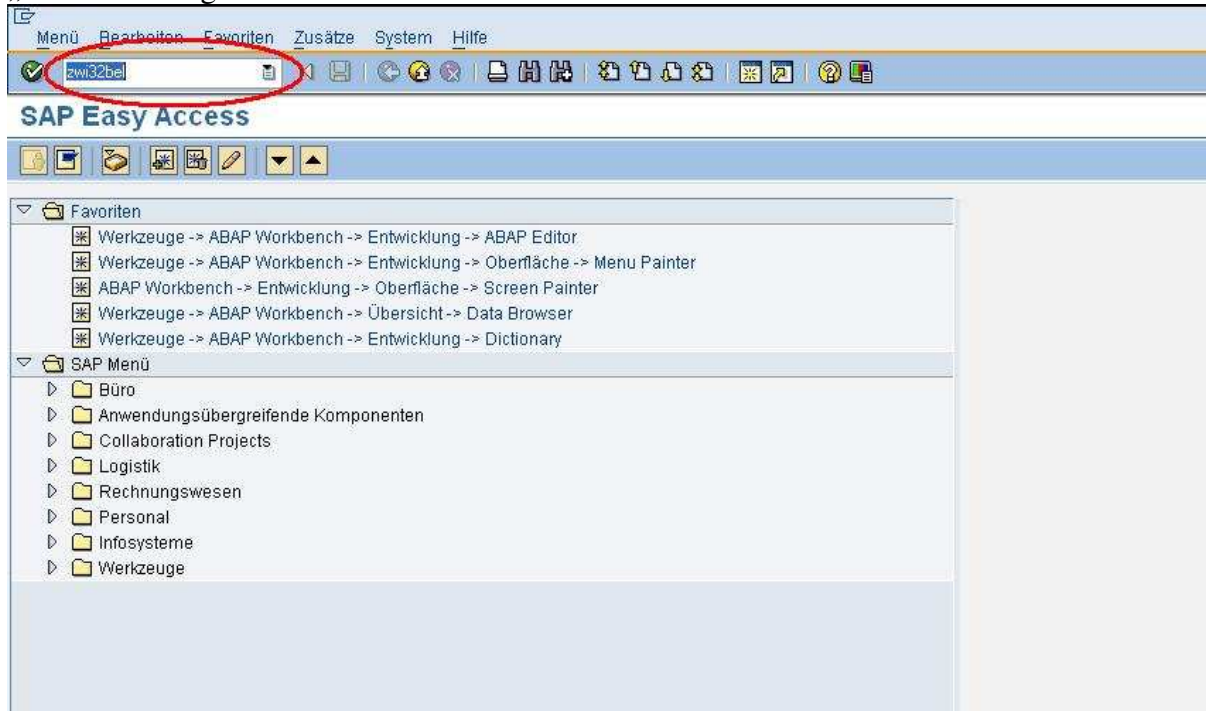 Menü Bearbeiten Favoriten Zusätze System Hilfe
zwi32bel
SAP Easy Access
Favoriten
Werkzeuge -> ABAP Workbench -> Entwicklung -> ABAP Editor
Werkzeuge -> ABAP Workbench -> Entwicklung -> Oberfläche -> Menu Painter
ABAP Workbench -> Entwicklung -> Oberfläche -> Screen Painter
Werkzeuge -> ABAP Workbench -> Übersicht -> Data Browser
Werkzeuge -> ABAP Workbench -> Entwicklung -> Dictionary
SAP Menü
Büro
Anwendungsübergreifende Komponenten
Collaboration Projects
Logistik
Rechnungswesen
Personal
Infosysteme
Werkzeuge